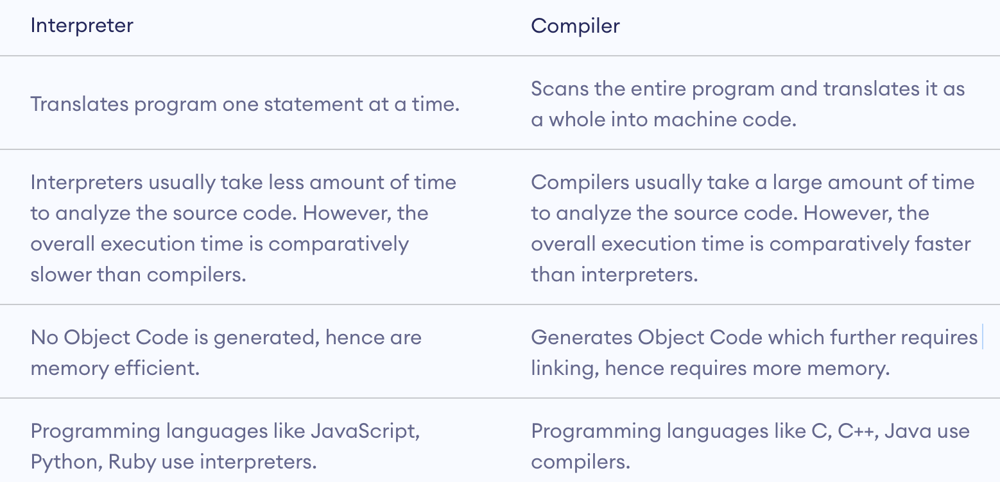 Interpreter
Compiler
Translates program one statement at a time.
Scans the entire program and translates it as
a whole into machine code.
Interpreters usually take less amount of time
to analyze the source code. However, the
overall execution time is comparatively
slower than compilers.
Compilers usually take a large amount of time
to analyze the source code. However, the
overall execution time is comparatively faster
than interpreters.
No Object Code is generated, hence are
memory efficient.
Generates Object Code which further requires
linking, hence requires more memory.
Programming languages like JavaScript,
Python, Ruby use interpreters.
Programming languages like C, C++, Java use
compilers.